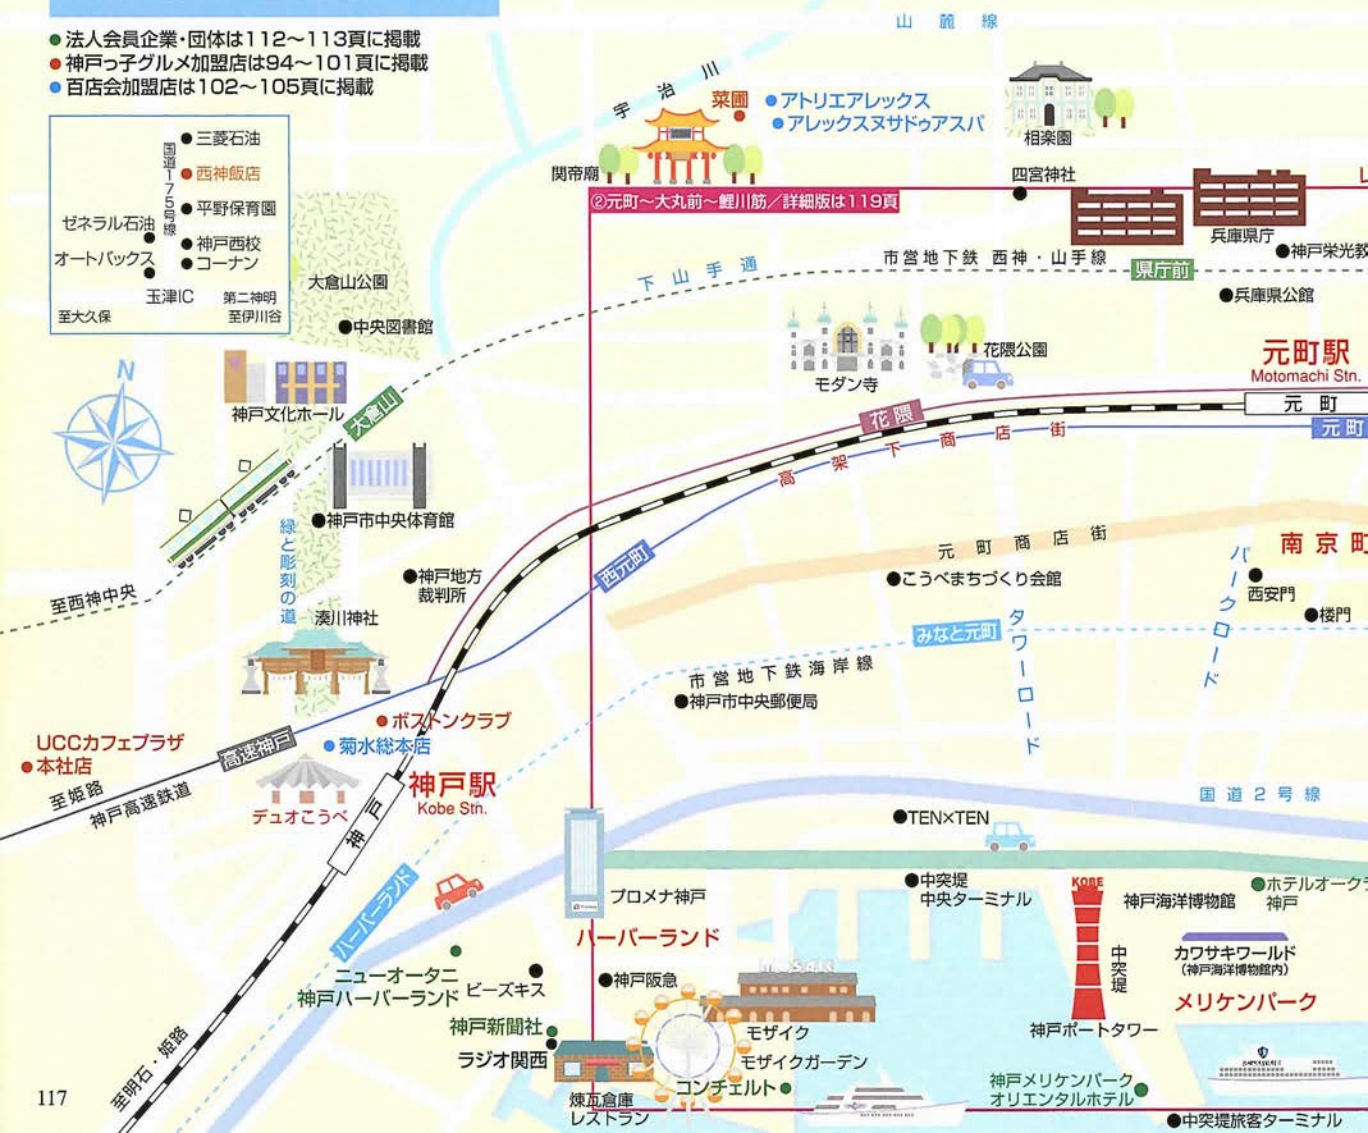 法人会員企業・団体は112〜113頁に掲載
神戸っ子グルメ加盟店は94〜101頁に掲載
百店会加盟店は102〜105頁に掲載
国道175号線
三菱石油
西神飯店
平野保育園
ゼネラル石油
神戸西校
オートバックス
コーナン
玉津IC
第二神明
至大久保
至伊川谷
山麓線
宇治川
菜圃
アトリエアレックス
アレックスヌサドゥアスパ
相楽園
関帝廟
四宮神社
②元町〜大丸前〜鯉川筋／詳細版は119頁
兵庫県庁
神戸栄光教
下山手通
市営地下鉄 西神・山手線
県庁前
兵庫県公館
大倉山公園
中央図書館
N
神戸文化ホール
大倉山
モダン寺
花隈公園
元町駅
Motomachi Stn.
元町
元町
花隈
高架下商店街
神戸市中央体育館
緑と彫刻の道
神戸地方
裁判所
西元町
元町商店街
南京町
こうべまちづくり会館
パークロード
西安門
楼門
至西神中央
湊川神社
みなと元町
タワーロード
市営地下鉄海岸線
神戸市中央郵便局
ボストンクラブ
菊水総本店
UCCカフェプラザ
本社店
高速神戸
至姫路
神戸高速鉄道
デュオこうべ
神戸駅
Kobe Stn.
神戸
国道2号線
TEN×TEN
ハーバーランド
プロメナ神戸
ハーバーランド
中突堤
中央ターミナル
KOBE
神戸海洋博物館
ホテルオークラ
神戸
中突堤
カワサキワールド
（神戸海洋博物館内）
メリケンパーク
神戸ポートタワー
ニューオータニ
神戸ハーバーランド
ビーズキス
神戸阪急
MOSAIC
モザイク
神戸新聞社
ラジオ関西
モザイクガーデン
コンチェルト
煉瓦倉庫
レストラン
神戸メリケンパーク
オリエンタルホテル
中突堤旅客ターミナル
至明石・姫路
117